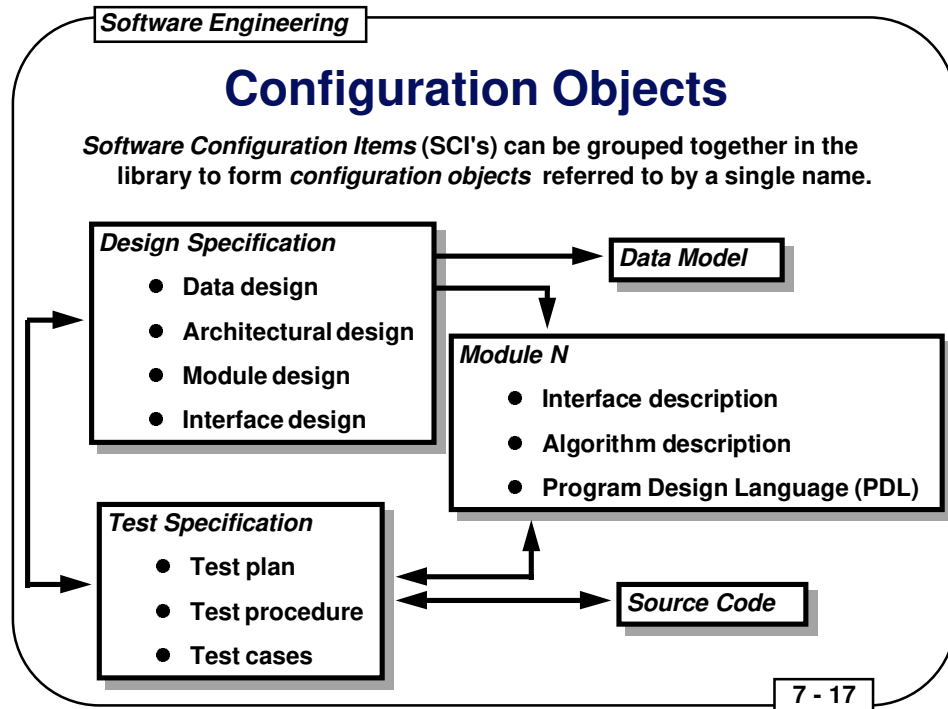 Software Engineering
Configuration Objects
Software Configuration Items (SCI's) can be grouped together in the
library to form configuration objects referred to by a single name.
Design Specification
● Data design
● Architectural design
● Module design
● Interface design
Data Model
Module N
● Interface description
● Algorithm description
● Program Design Language (PDL)
Test Specification
● Test plan
● Test procedure
● Test cases
Source Code
7 - 17